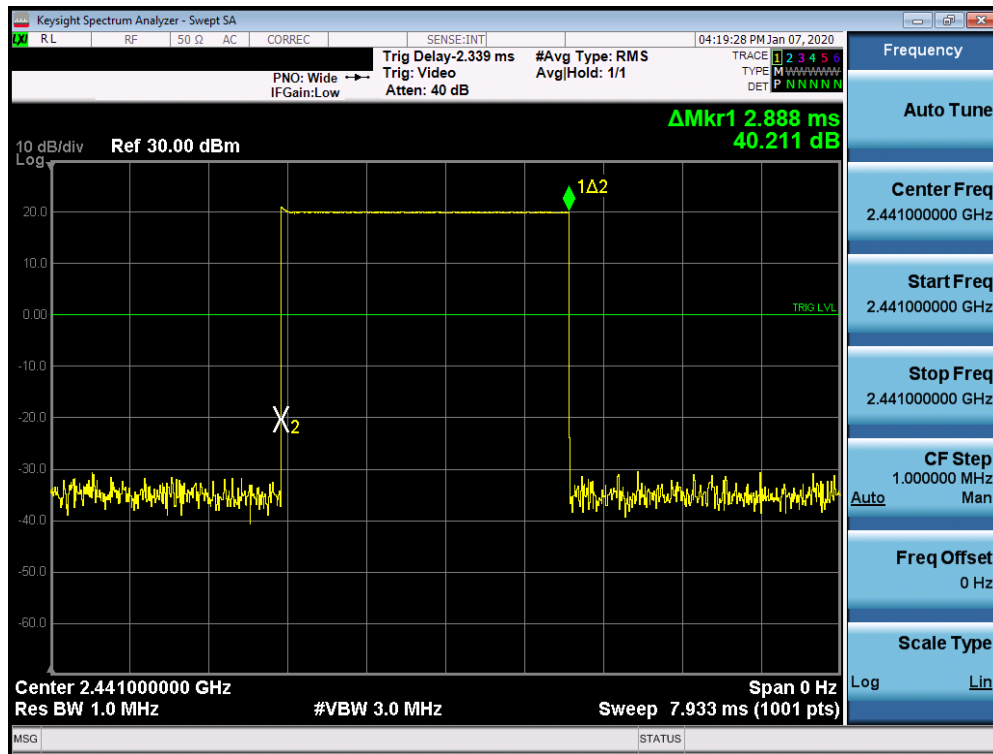 Keysight Spectrum Analyzer - Swept SA
LXI RL RF 50 Ω AC CORREC SENSE:INT 04:19:28 PM Jan 07, 2020
Trig Delay-2.339 ms #Avg Type: RMS TRACE 1 2 3 4 5 6
PNO: Wide Trig: Video Avg|Hold: 1/1 TYPE M WWWWW
IFGain:Low Atten: 40 dB DET P N N N N N
ΔMkr1 2.888 ms
40.211 dB
10 dB/div Ref 30.00 dBm
Log
1Δ2
20.0
10.0
TRIG LVL
0.00
-10.0
-20.0
2
-30.0
-40.0
-50.0
-60.0
Center 2.441000000 GHz Span 0 Hz
Res BW 1.0 MHz #VBW 3.0 MHz Sweep 7.933 ms (1001 pts)
MSG STATUS
Frequency
Auto Tune
Center Freq
2.441000000 GHz
Start Freq
2.441000000 GHz
Stop Freq
2.441000000 GHz
CF Step
1.000000 MHz
Auto Man
Freq Offset
0 Hz
Scale Type
Log Lin